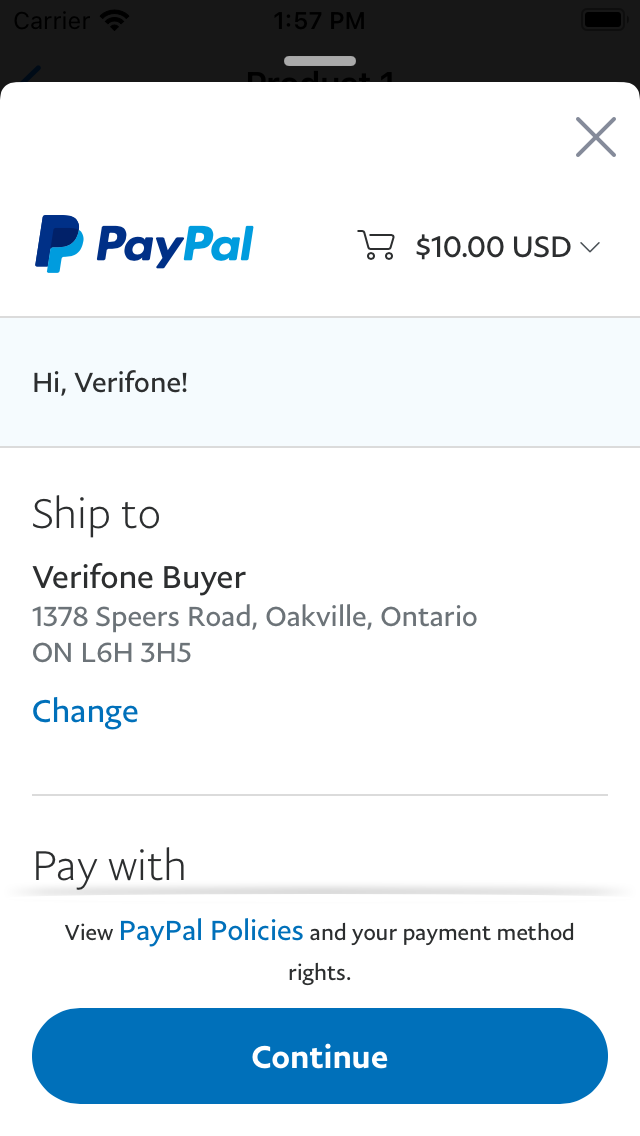 Carrier 1:57 PM
Product 1
PayPal $10.00 USD
Hi, Verifone!
Ship to
Verifone Buyer
1378 Speers Road, Oakville, Ontario
ON L6H 3H5
Change
Pay with
View PayPal Policies and your payment method
rights.
Continue